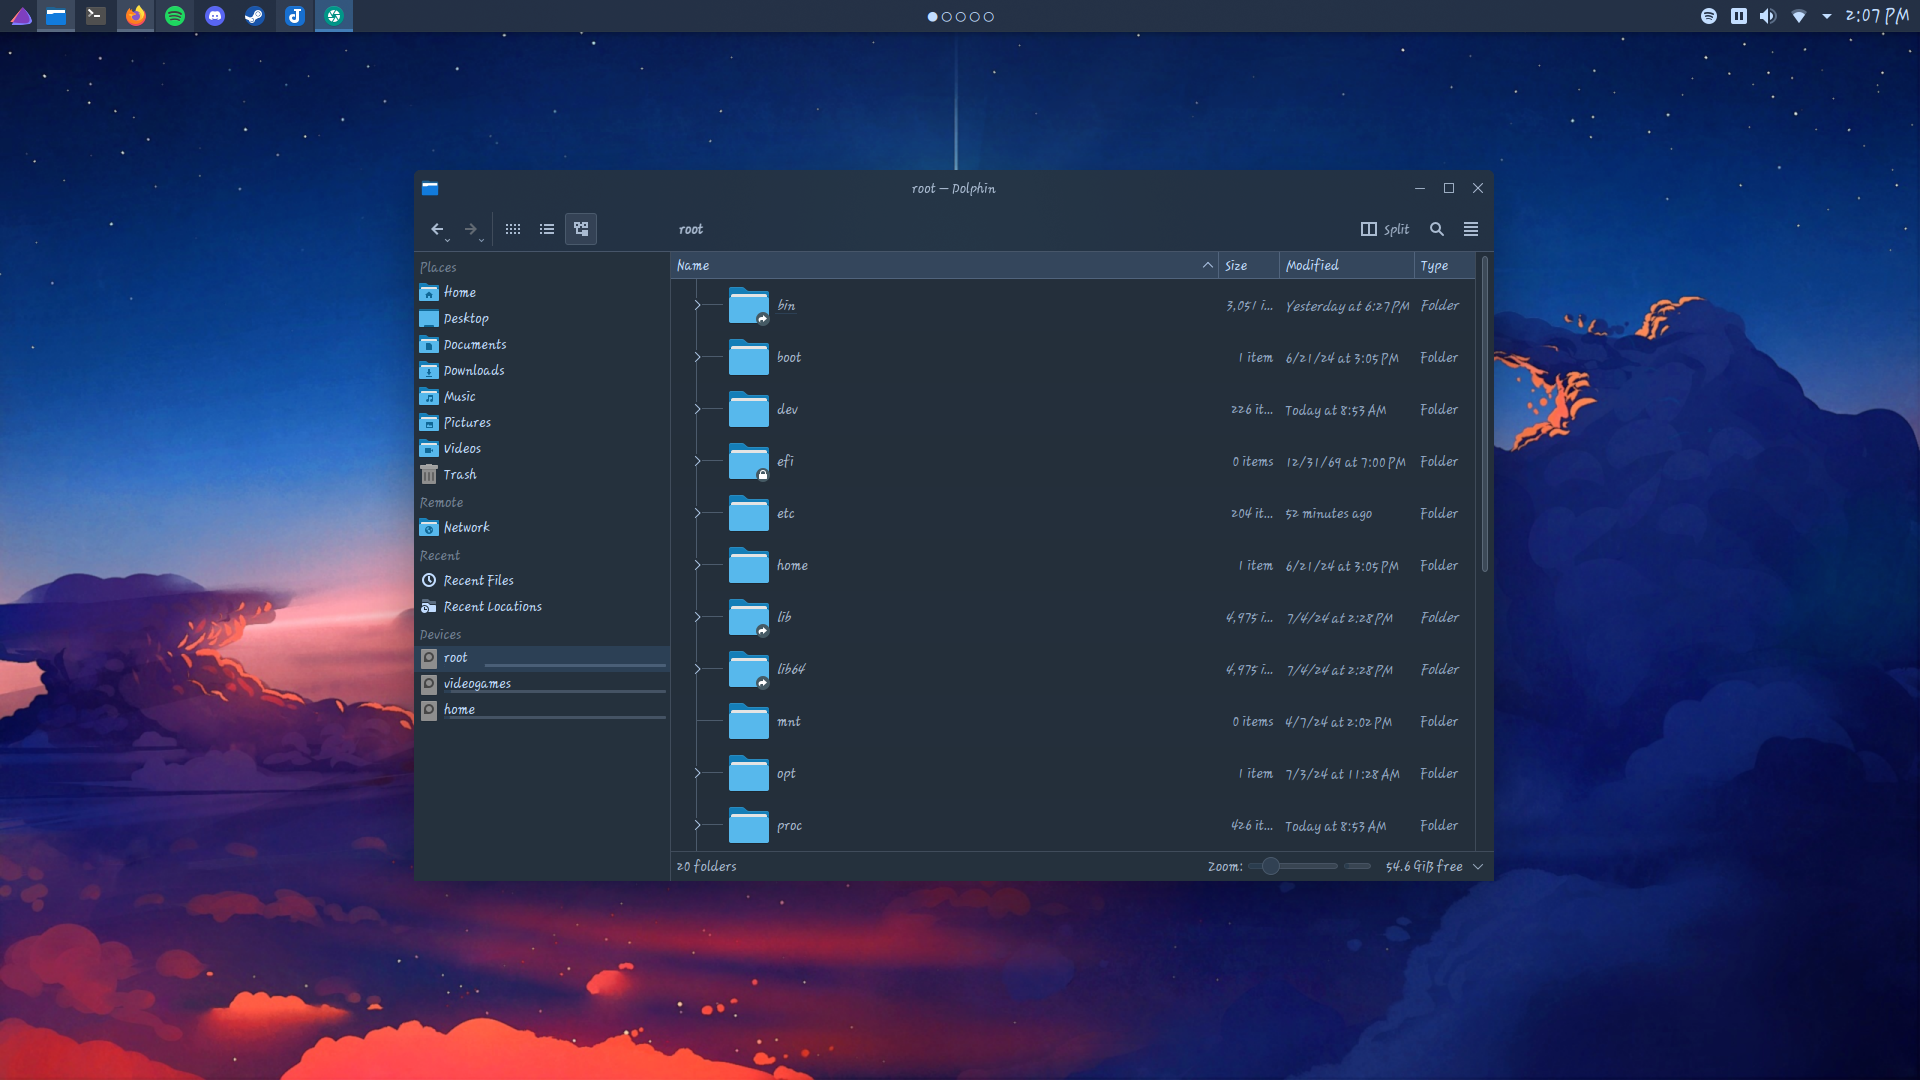 2:07 PM
root — Dolphin
root
Split
Places
Home
Desktop
Documents
Downloads
Music
Pictures
Videos
Trash
Remote
Network
Recent
Recent Files
Recent Locations
Devices
root
videogames
home
Name Size Modified Type
bin 3,051 i... Yesterday at 6:27 PM Folder
boot 1 item 6/21/24 at 3:05 PM Folder
dev 226 it... Today at 8:53 AM Folder
efi 0 items 12/31/69 at 7:00 PM Folder
etc 204 it... 52 minutes ago Folder
home 1 item 6/21/24 at 3:05 PM Folder
lib 4,975 i... 7/4/24 at 2:28 PM Folder
lib64 4,975 i... 7/4/24 at 2:28 PM Folder
mnt 0 items 4/7/24 at 2:02 PM Folder
opt 1 item 7/3/24 at 11:28 AM Folder
proc 426 it... Today at 8:53 AM Folder
20 folders
Zoom: 54.6 GiB free